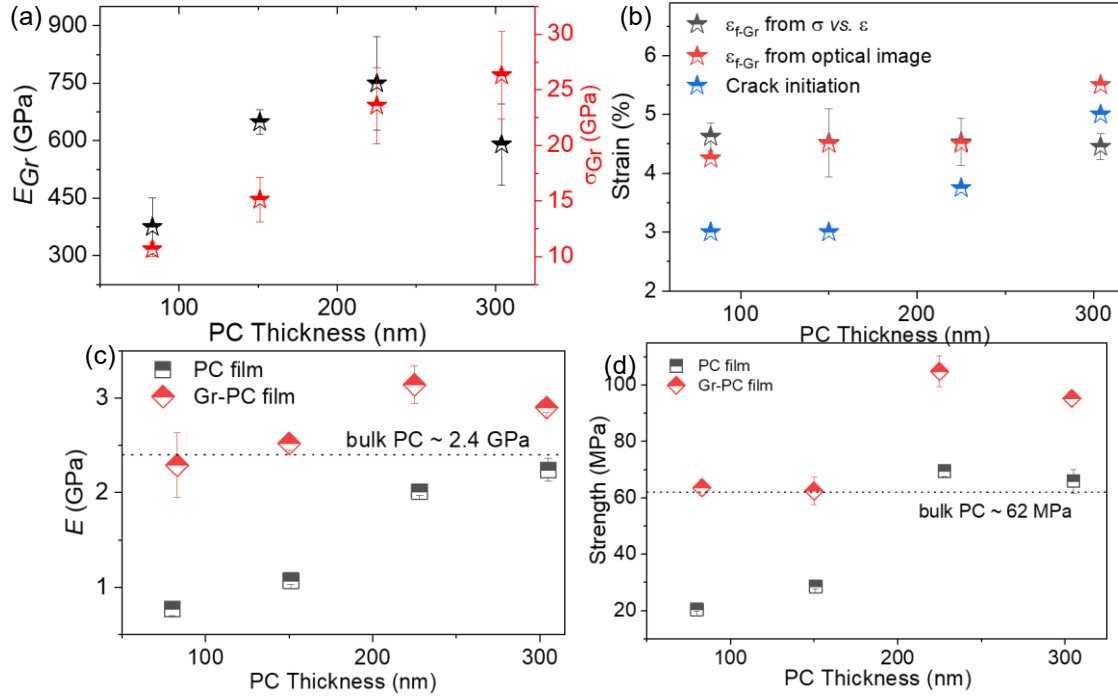 (a)
900
750
600
450
300
E_Gr (GPa)
30
25
20
15
10
σ_Gr (GPa)
100
200
300
PC Thickness (nm)
(b)
ε_f-Gr from σ vs. ε
ε_f-Gr from optical image
Crack initiation
6
5
4
3
2
Strain (%)
100
200
300
PC Thickness (nm)
(c)
PC film
Gr-PC film
bulk PC ~ 2.4 GPa
3
2
1
E (GPa)
100
200
300
PC Thickness (nm)
(d)
PC film
Gr-PC film
bulk PC ~ 62 MPa
100
80
60
40
20
Strength (MPa)
100
200
300
PC Thickness (nm)